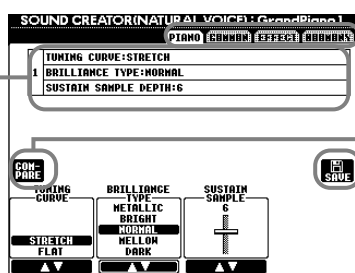 SOUND CREATOR(NATURAL VOICE) : GrandPiano1
PIANO COMMON EFFECT HARMONY
TUNING CURVE:STRETCH
1 BRILLIANCE TYPE:NORMAL
SUSTAIN SAMPLE DEPTH:6
COM-
PARE
SAVE
TUNING
CURVE
STRETCH
FLAT
BRILLIANCE
TYPE
METALLIC
BRIGHT
NORMAL
MELLOW
DARK
SUSTAIN
SAMPLE
6